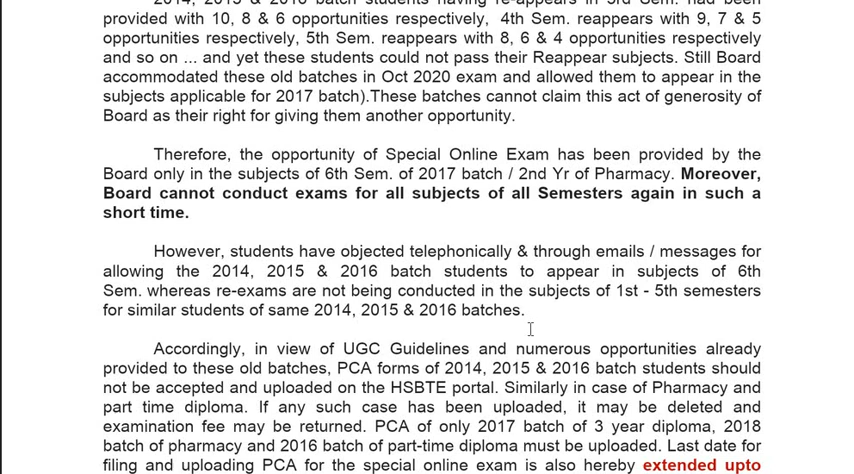 2014, 2015 & 2016 batch students having re-appears in 3rd Sem. had been
provided with 10, 8 & 6 opportunities respectively, 4th Sem. reappears with 9, 7 & 5
opportunities respectively, 5th Sem. reappears with 8, 6 & 4 opportunities respectively
and so on ... and yet these students could not pass their Reappear subjects. Still Board
accommodated these old batches in Oct 2020 exam and allowed them to appear in the
subjects applicable for 2017 batch).These batches cannot claim this act of generosity of
Board as their right for giving them another opportunity.
Therefore, the opportunity of Special Online Exam has been provided by the
Board only in the subjects of 6th Sem. of 2017 batch / 2nd Yr of Pharmacy. Moreover,
Board cannot conduct exams for all subjects of all Semesters again in such a
short time.
However, students have objected telephonically & through emails / messages for
allowing the 2014, 2015 & 2016 batch students to appear in subjects of 6th
Sem. whereas re-exams are not being conducted in the subjects of 1st - 5th semesters
for similar students of same 2014, 2015 & 2016 batches.
Accordingly, in view of UGC Guidelines and numerous opportunities already
provided to these old batches, PCA forms of 2014, 2015 & 2016 batch students should
not be accepted and uploaded on the HSBTE portal. Similarly in case of Pharmacy and
part time diploma. If any such case has been uploaded, it may be deleted and
examination fee may be returned. PCA of only 2017 batch of 3 year diploma, 2018
batch of pharmacy and 2016 batch of part-time diploma must be uploaded. Last date for
filing and uploading PCA for the special online exam is also hereby extended upto